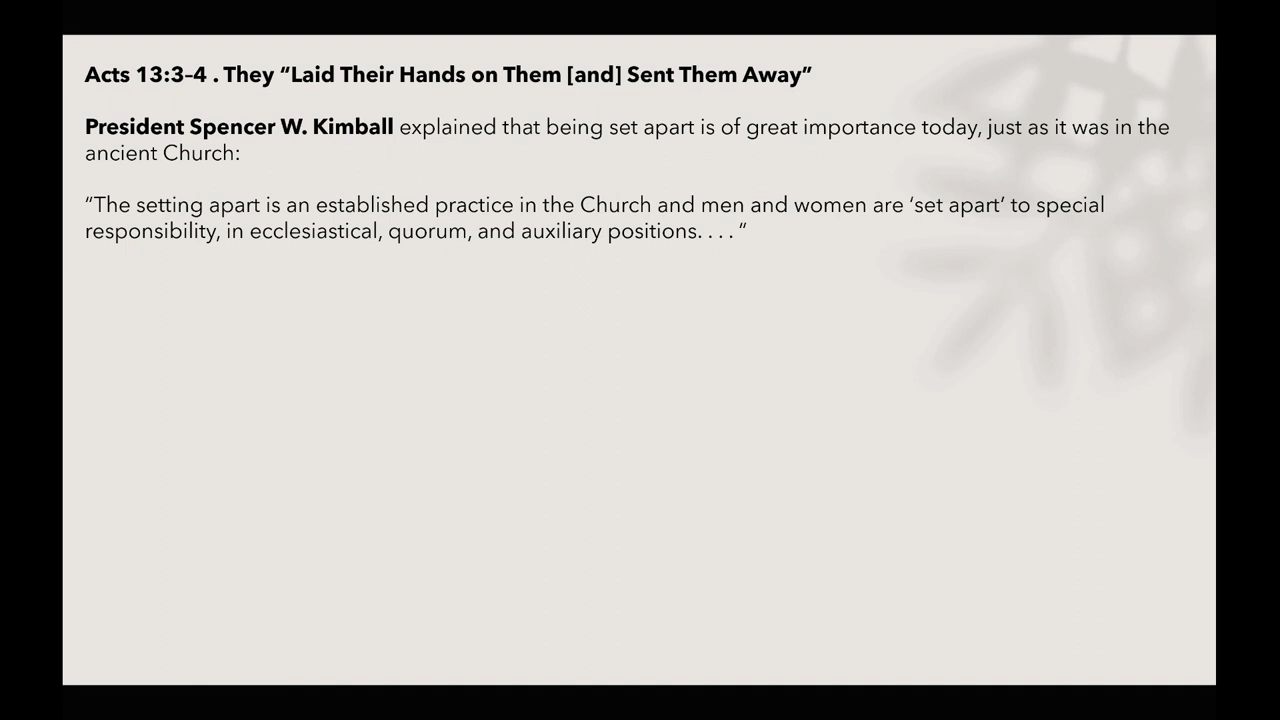 Acts 13:3–4 . They “Laid Their Hands on Them [and] Sent Them Away”
President Spencer W. Kimball explained that being set apart is of great importance today, just as it was in the
ancient Church:
“The setting apart is an established practice in the Church and men and women are ‘set apart’ to special
responsibility, in ecclesiastical, quorum, and auxiliary positions. . . . “